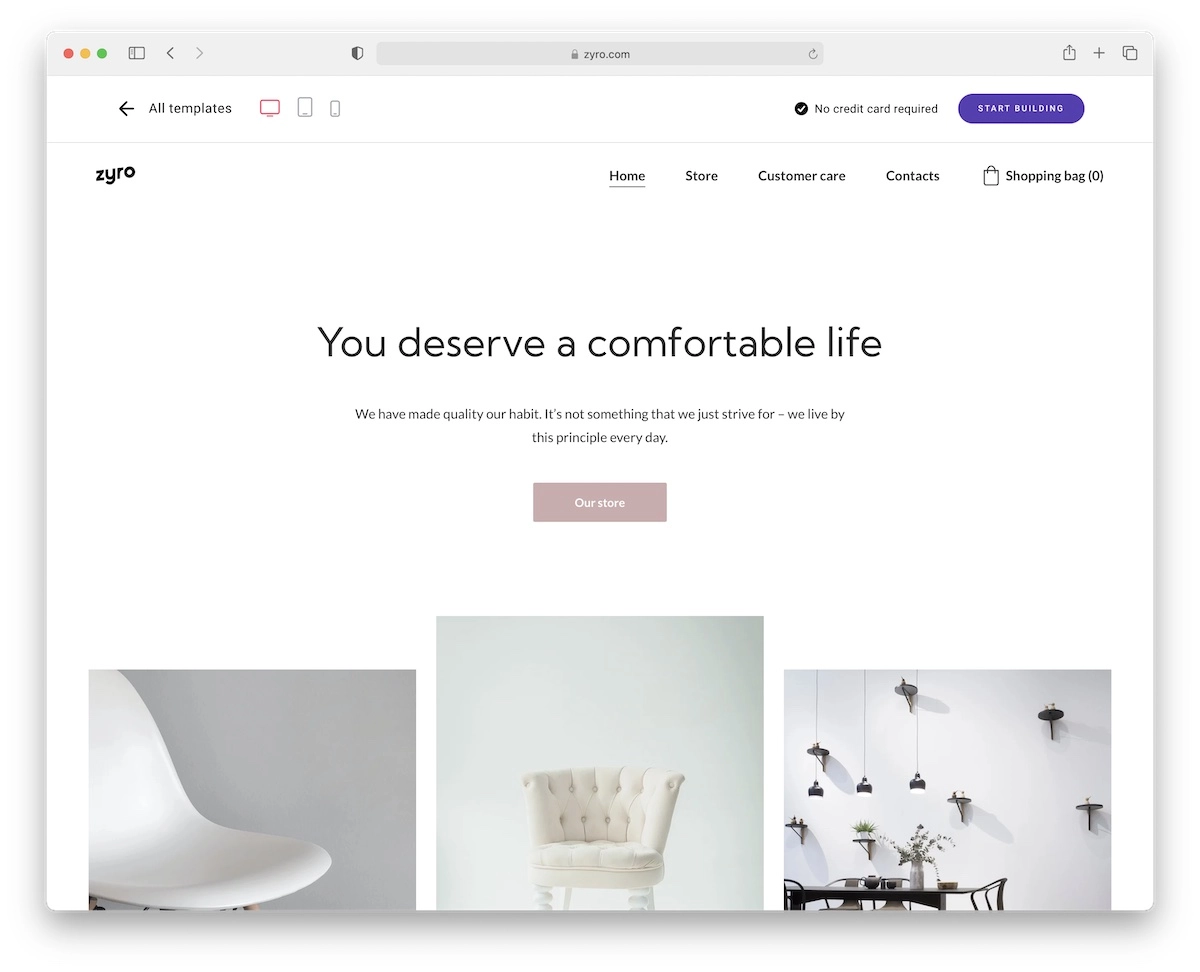 zyro.com
All templates
No credit card required
START BUILDING
zyro
Home
Store
Customer care
Contacts
Shopping bag (0)
You deserve a comfortable life
We have made quality our habit. It’s not something that we just strive for – we live by
this principle every day.
Our store